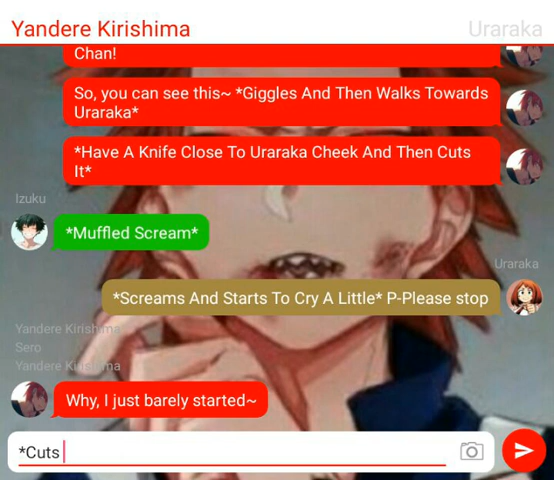 Yandere Kirishima
Uraraka
Chan!
So, you can see this~ *Giggles And Then Walks Towards
Uraraka*
*Have A Knife Close To Uraraka Cheek And Then Cuts
It*
Izuku
*Muffled Scream*
Uraraka
*Screams And Starts To Cry A Little* P-Please stop
Yandere Kirishima
Sero
Yandere Kirishima
Why, I just barely started~
*Cuts